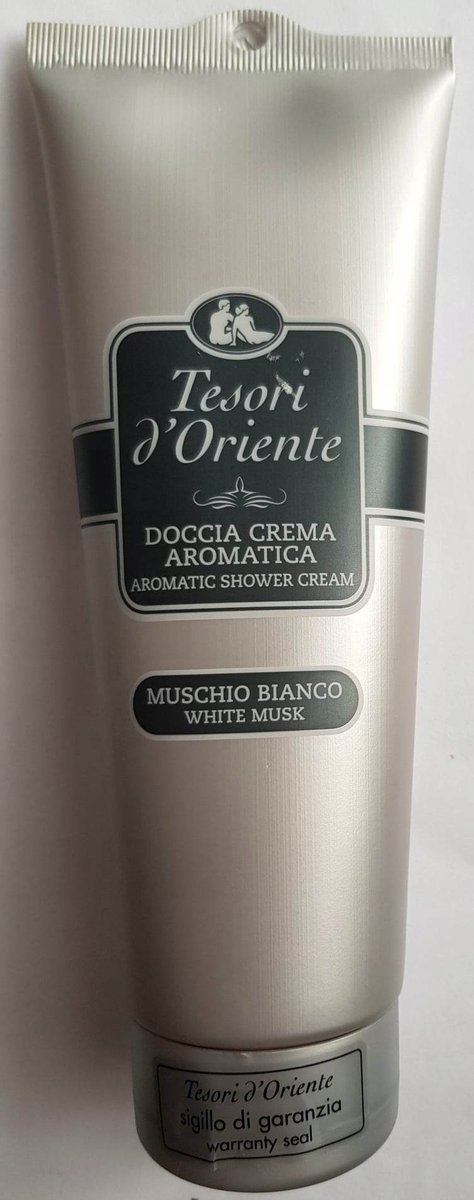 Tesori
d'Oriente
DOCCIA CREMA
AROMATICA
AROMATIC SHOWER CREAM
MUSCHIO BIANCO
WHITE MUSK
Tesori d'Oriente
sigillo di garanzia
warranty seal